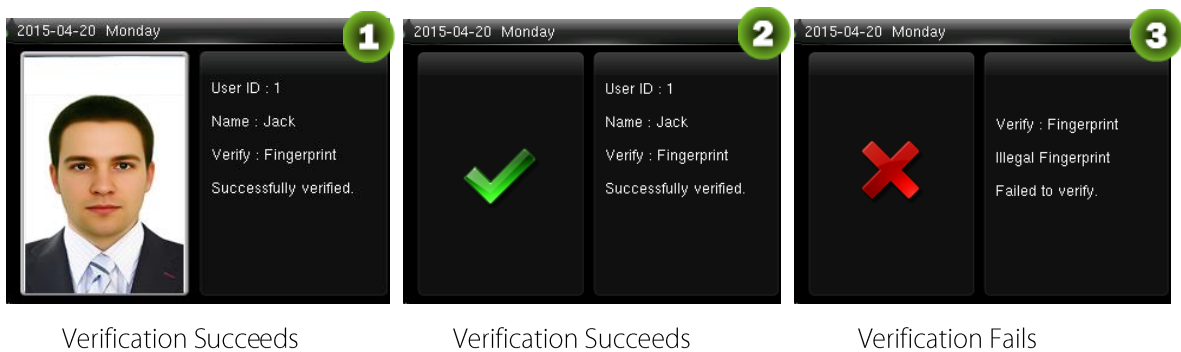 2015-04-20 Monday
1
User ID : 1
Name : Jack
Verify : Fingerprint
Successfully verified.
Verification Succeeds
2015-04-20 Monday
2
User ID : 1
Name : Jack
Verify : Fingerprint
Successfully verified.
Verification Succeeds
2015-04-20 Monday
3
Verify : Fingerprint
Illegal Fingerprint
Failed to verify.
Verification Fails